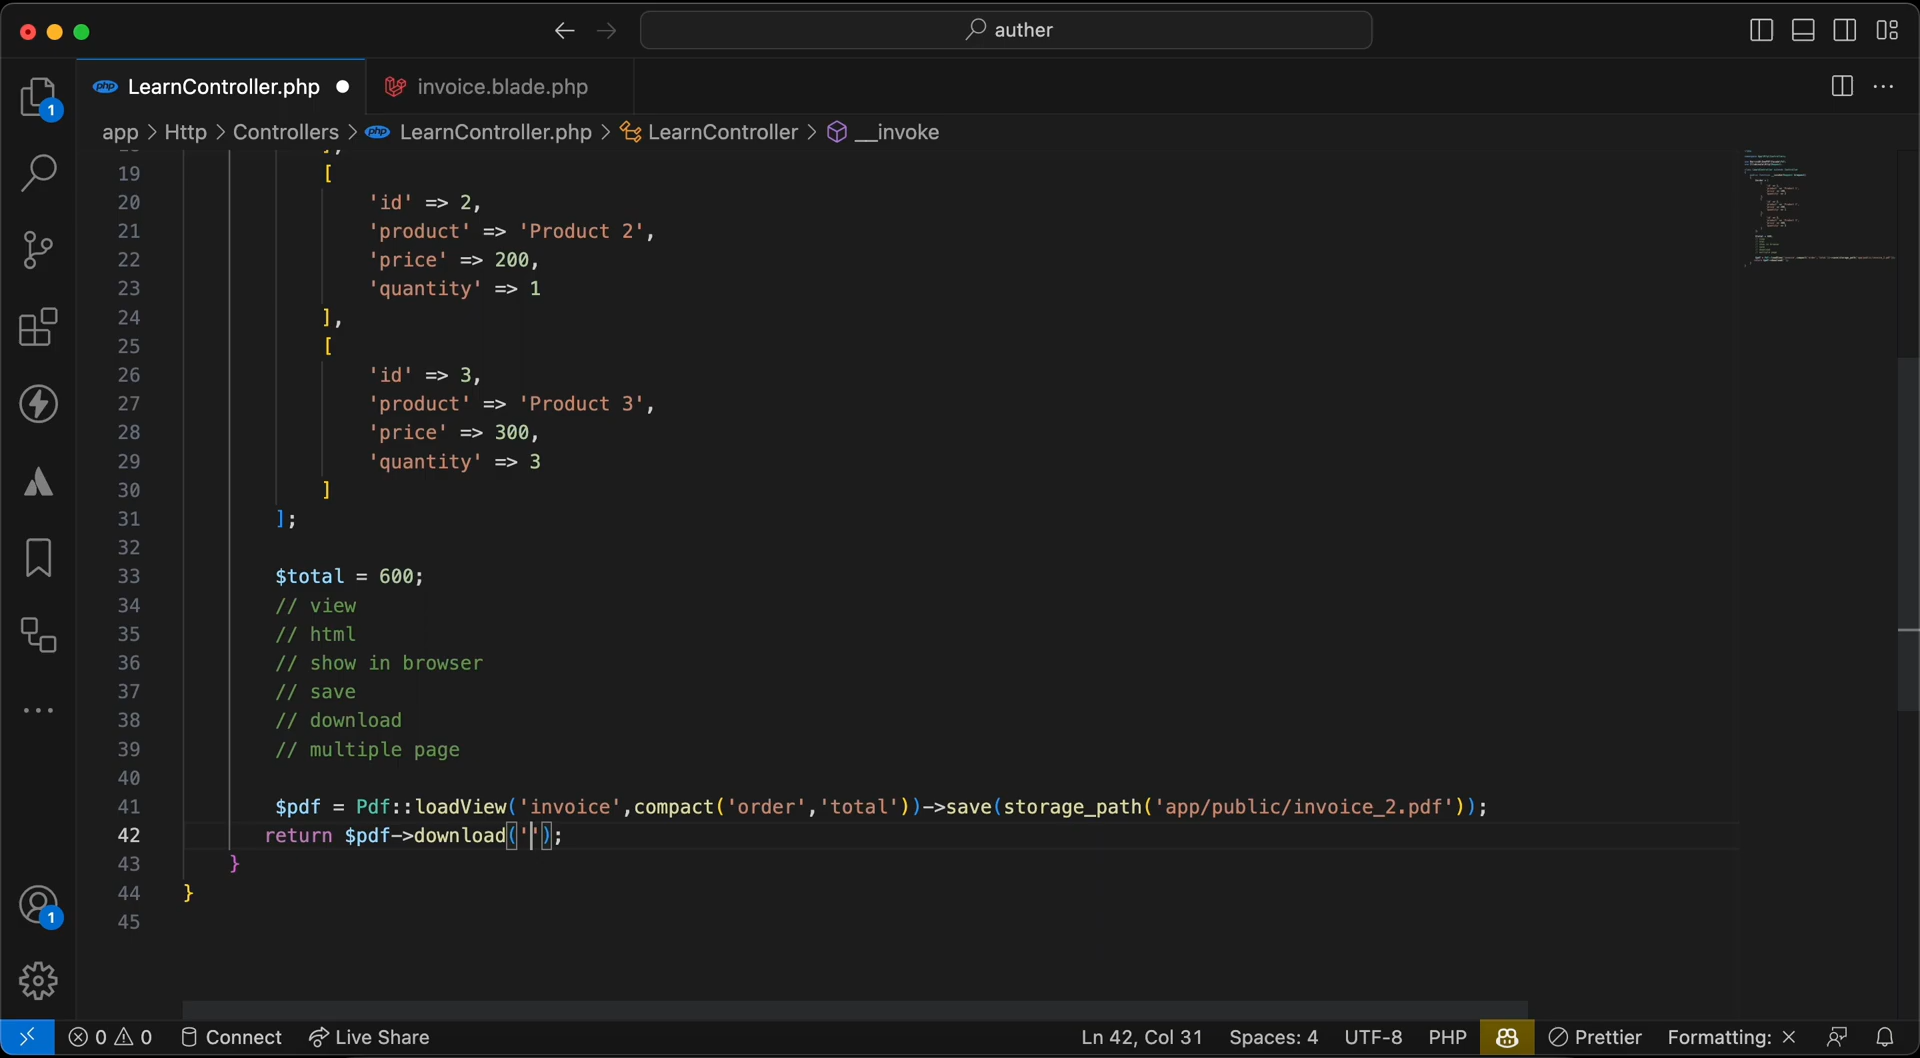 auther
LearnController.php
invoice.blade.php
app > Http > Controllers > LearnController.php > LearnController > __invoke
19 [
20 'id' => 2,
21 'product' => 'Product 2',
22 'price' => 200,
23 'quantity' => 1
24 ],
25 [
26 'id' => 3,
27 'product' => 'Product 3',
28 'price' => 300,
29 'quantity' => 3
30 ]
31 ];
32
33 $total = 600;
34 // view
35 // html
36 // show in browser
37 // save
38 // download
39 // multiple page
40
41 $pdf = Pdf::loadView('invoice',compact('order','total'))->save(storage_path('app/public/invoice_2.pdf'));
42 return $pdf->download('');
43 }
44 }
45
1
1
0 0 Connect Live Share Ln 42, Col 31 Spaces: 4 UTF-8 PHP Prettier Formatting: ×